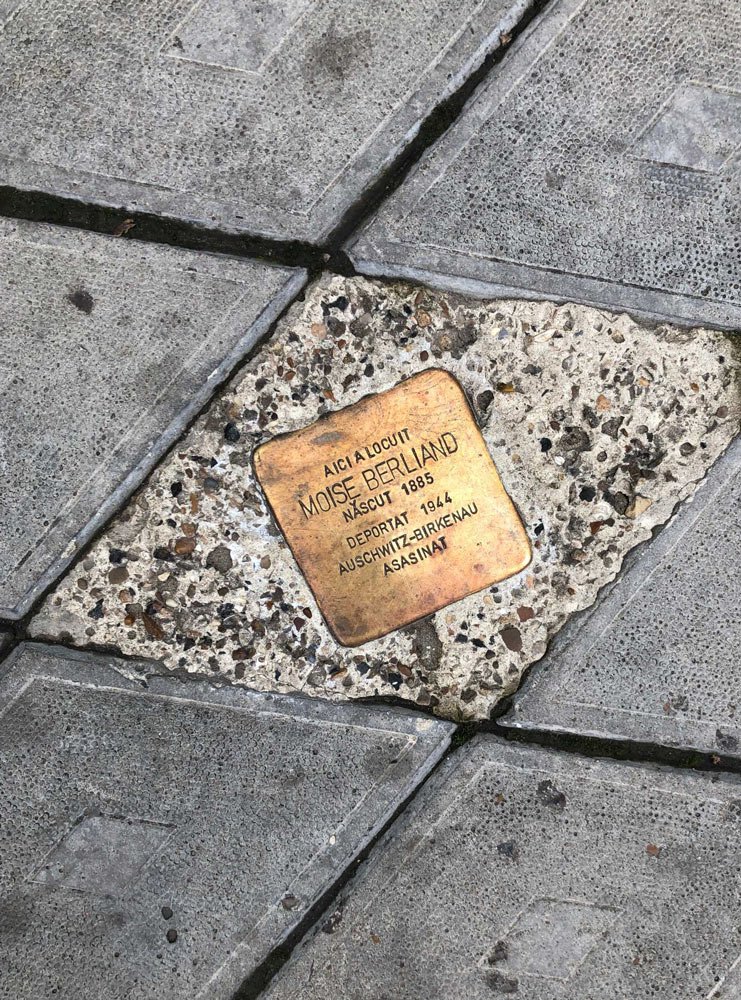 AICI A LOCUIT
MOISE BERLIAND
NĂSCUT 1885
DEPORTAT 1944
AUSCHWITZ-BIRKENAU
ASASINAT